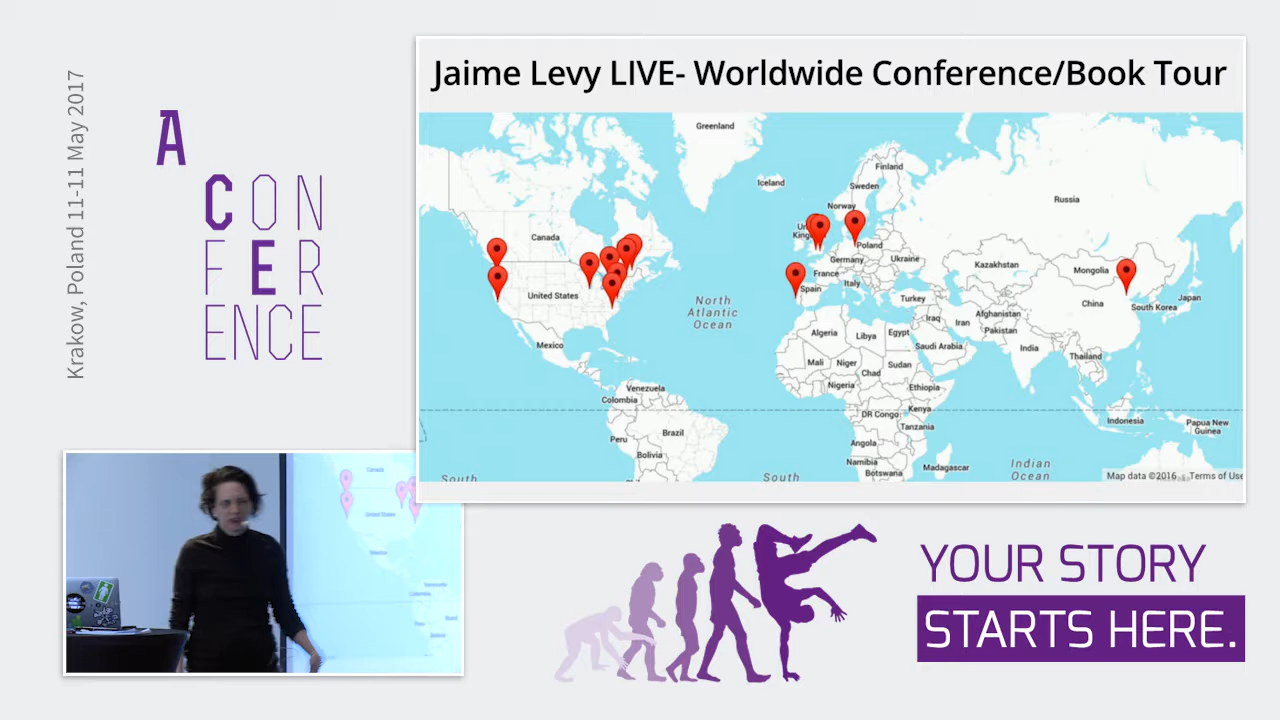 Krakow, Poland 11-11 May 2017
A
CON
FER
ENCE
Jaime Levy LIVE- Worldwide Conference/Book Tour
Greenland
Iceland
Finland
Sweden
Norway
Russia
Canada
Poland
Germany
Ukraine
Kazakhstan
Mongolia
France
Italy
Spain
United States
North
Atlantic
Ocean
Turkey
China
Japan
South Korea
Afghanistan
Iraq
Iran
Pakistan
Algeria
Libya
Egypt
Mexico
Saudi Arabia
India
Thailand
Mali
Niger
Sudan
Chad
Nigeria
Ethiopia
Venezuela
Colombia
DR Congo
Kenya
Tanzania
Indonesia
Papua New
Guinea
Peru
Brazil
Bolivia
Angola
Namibia
Botswana
Madagascar
Indian
Ocean
South
South
Map data ©2016
Terms of Use
Canada
United States
Mexico
YOUR STORY
STARTS HERE.